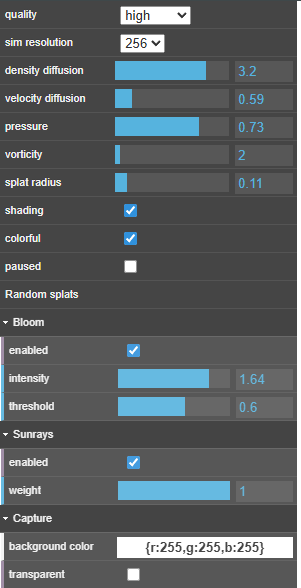 quality high
sim resolution 256
density diffusion 3.2
velocity diffusion 0.59
pressure 0.73
vorticity 2
splat radius 0.11
shading
colorful
paused
Random splats
Bloom
enabled
intensity 1.64
threshold 0.6
Sunrays
enabled
weight 1
Capture
background color {r:255,g:255,b:255}
transparent